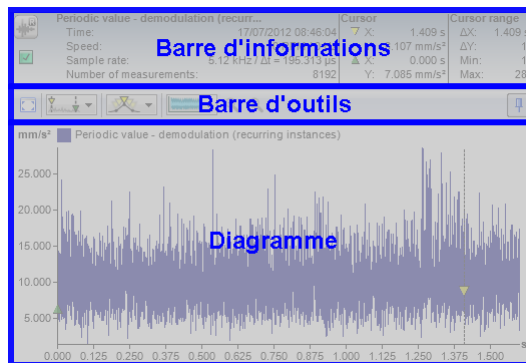 Periodic value - demodulation (recurr...
Cursor
Cursor range
Time: 17/07/2012 08:46:04
X: 1.409 s
ΔX: 1.409 s
Speed:
.107 mm/s²
ΔY:
Barre d'informations
Sample rate: 5.12 kHz / Δt = 195.313 µs
X: 0.000 s
Min:
Number of measurements: 8192
Y: 7.085 mm/s²
Max: 28
Barre d'outils
mm/s² Periodic value - demodulation (recurring instances)
25.000
20.000
15.000
Diagramme
10.000
5.000
s
0.000 0.125 0.250 0.375 0.500 0.625 0.750 0.875 1.000 1.125 1.250 1.375 1.500